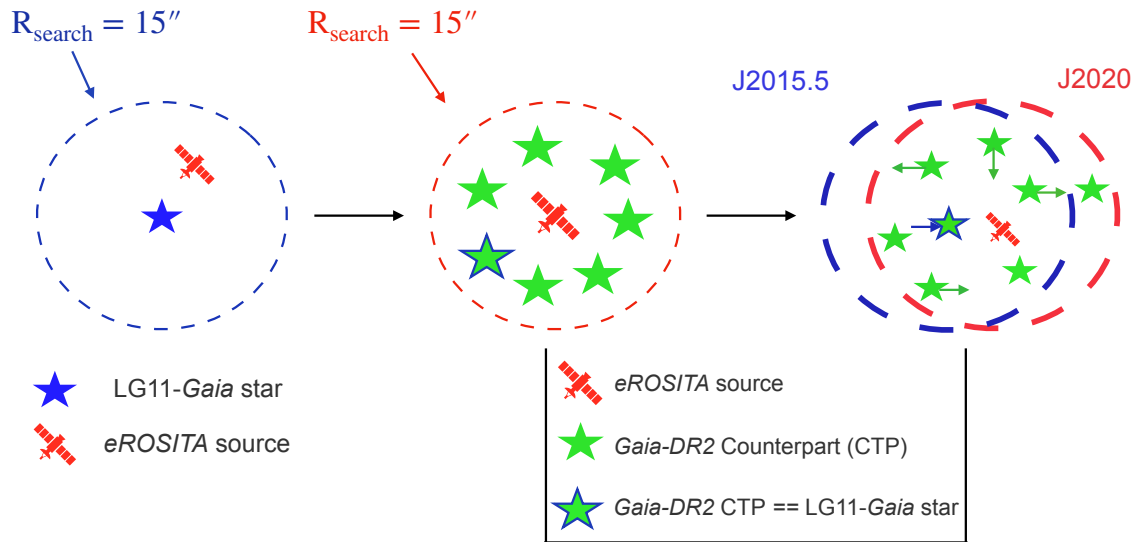 R_search = 15″
R_search = 15″
J2015.5
J2020
LG11-Gaia star
eROSITA source
eROSITA source
Gaia-DR2 Counterpart (CTP)
Gaia-DR2 CTP == LG11-Gaia star